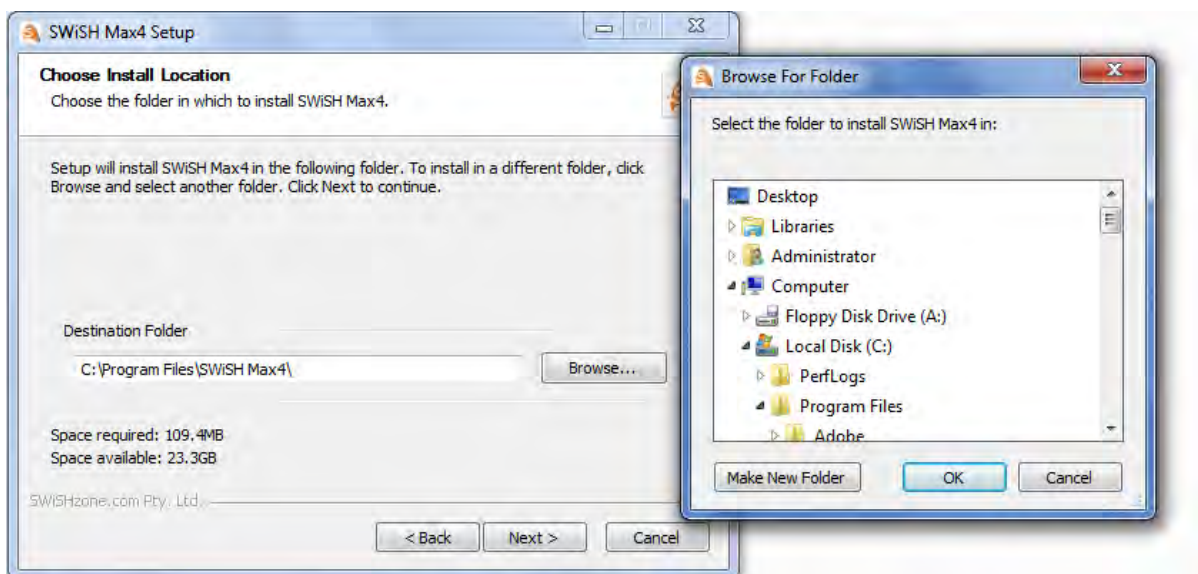 SWiSH Max4 Setup
Choose Install Location
Choose the folder in which to install SWiSH Max4.
Setup will install SWiSH Max4 in the following folder. To install in a different folder, click
Browse and select another folder. Click Next to continue.
Destination Folder
C:\Program Files\SWiSH Max4\
Browse...
Space required: 109.4MB
Space available: 23.3GB
SWiSHzone.com Pty. Ltd.
< Back
Next >
Cancel
Browse For Folder
Select the folder to install SWiSH Max4 in:
Desktop
Libraries
Administrator
Computer
Floppy Disk Drive (A:)
Local Disk (C:)
PerfLogs
Program Files
Adobe
Make New Folder
OK
Cancel